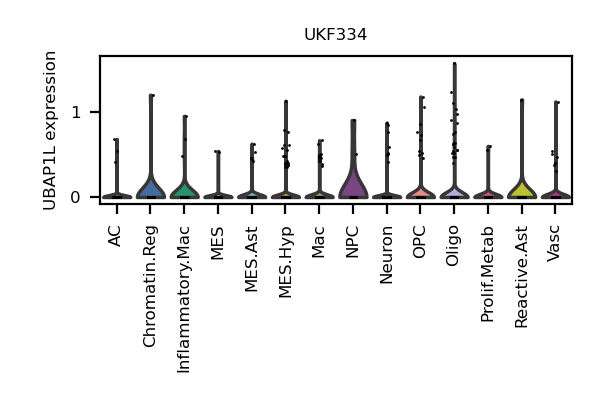 UKF334
UBAP1L expression
1
0
AC
Chromatin.Reg
Inflammatory.Mac
MES
MES.Ast
MES.Hyp
Mac
NPC
Neuron
OPC
Oligo
Prolif.Metab
Reactive.Ast
Vasc